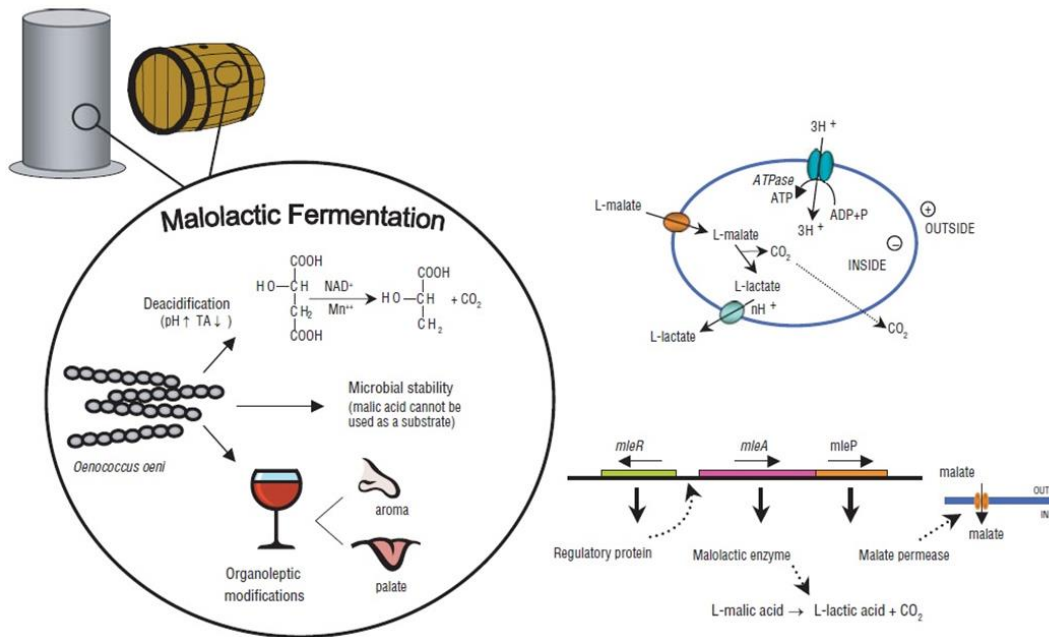 Malolactic Fermentation
Deacidification
(pH ↑ TA ↓ )
COOH
HO—CH
CH2
COOH
NAD+
Mn++
COOH
HO—CH
CH2
+ CO2
Oenococcus oeni
Microbial stability
(malic acid cannot be
used as a substrate)
Organoleptic
modifications
aroma
palate
3H +
ATPase
ATP
ADP+P
3H +
L-malate
L-malate
CO2
L-lactate
nH +
L-lactate
CO2
+
OUTSIDE
−
INSIDE
mleR
mleA
mleP
Regulatory protein
Malolactic enzyme
Malate permease
L-malic acid → L-lactic acid + CO2
malate
OUT
IN
malate